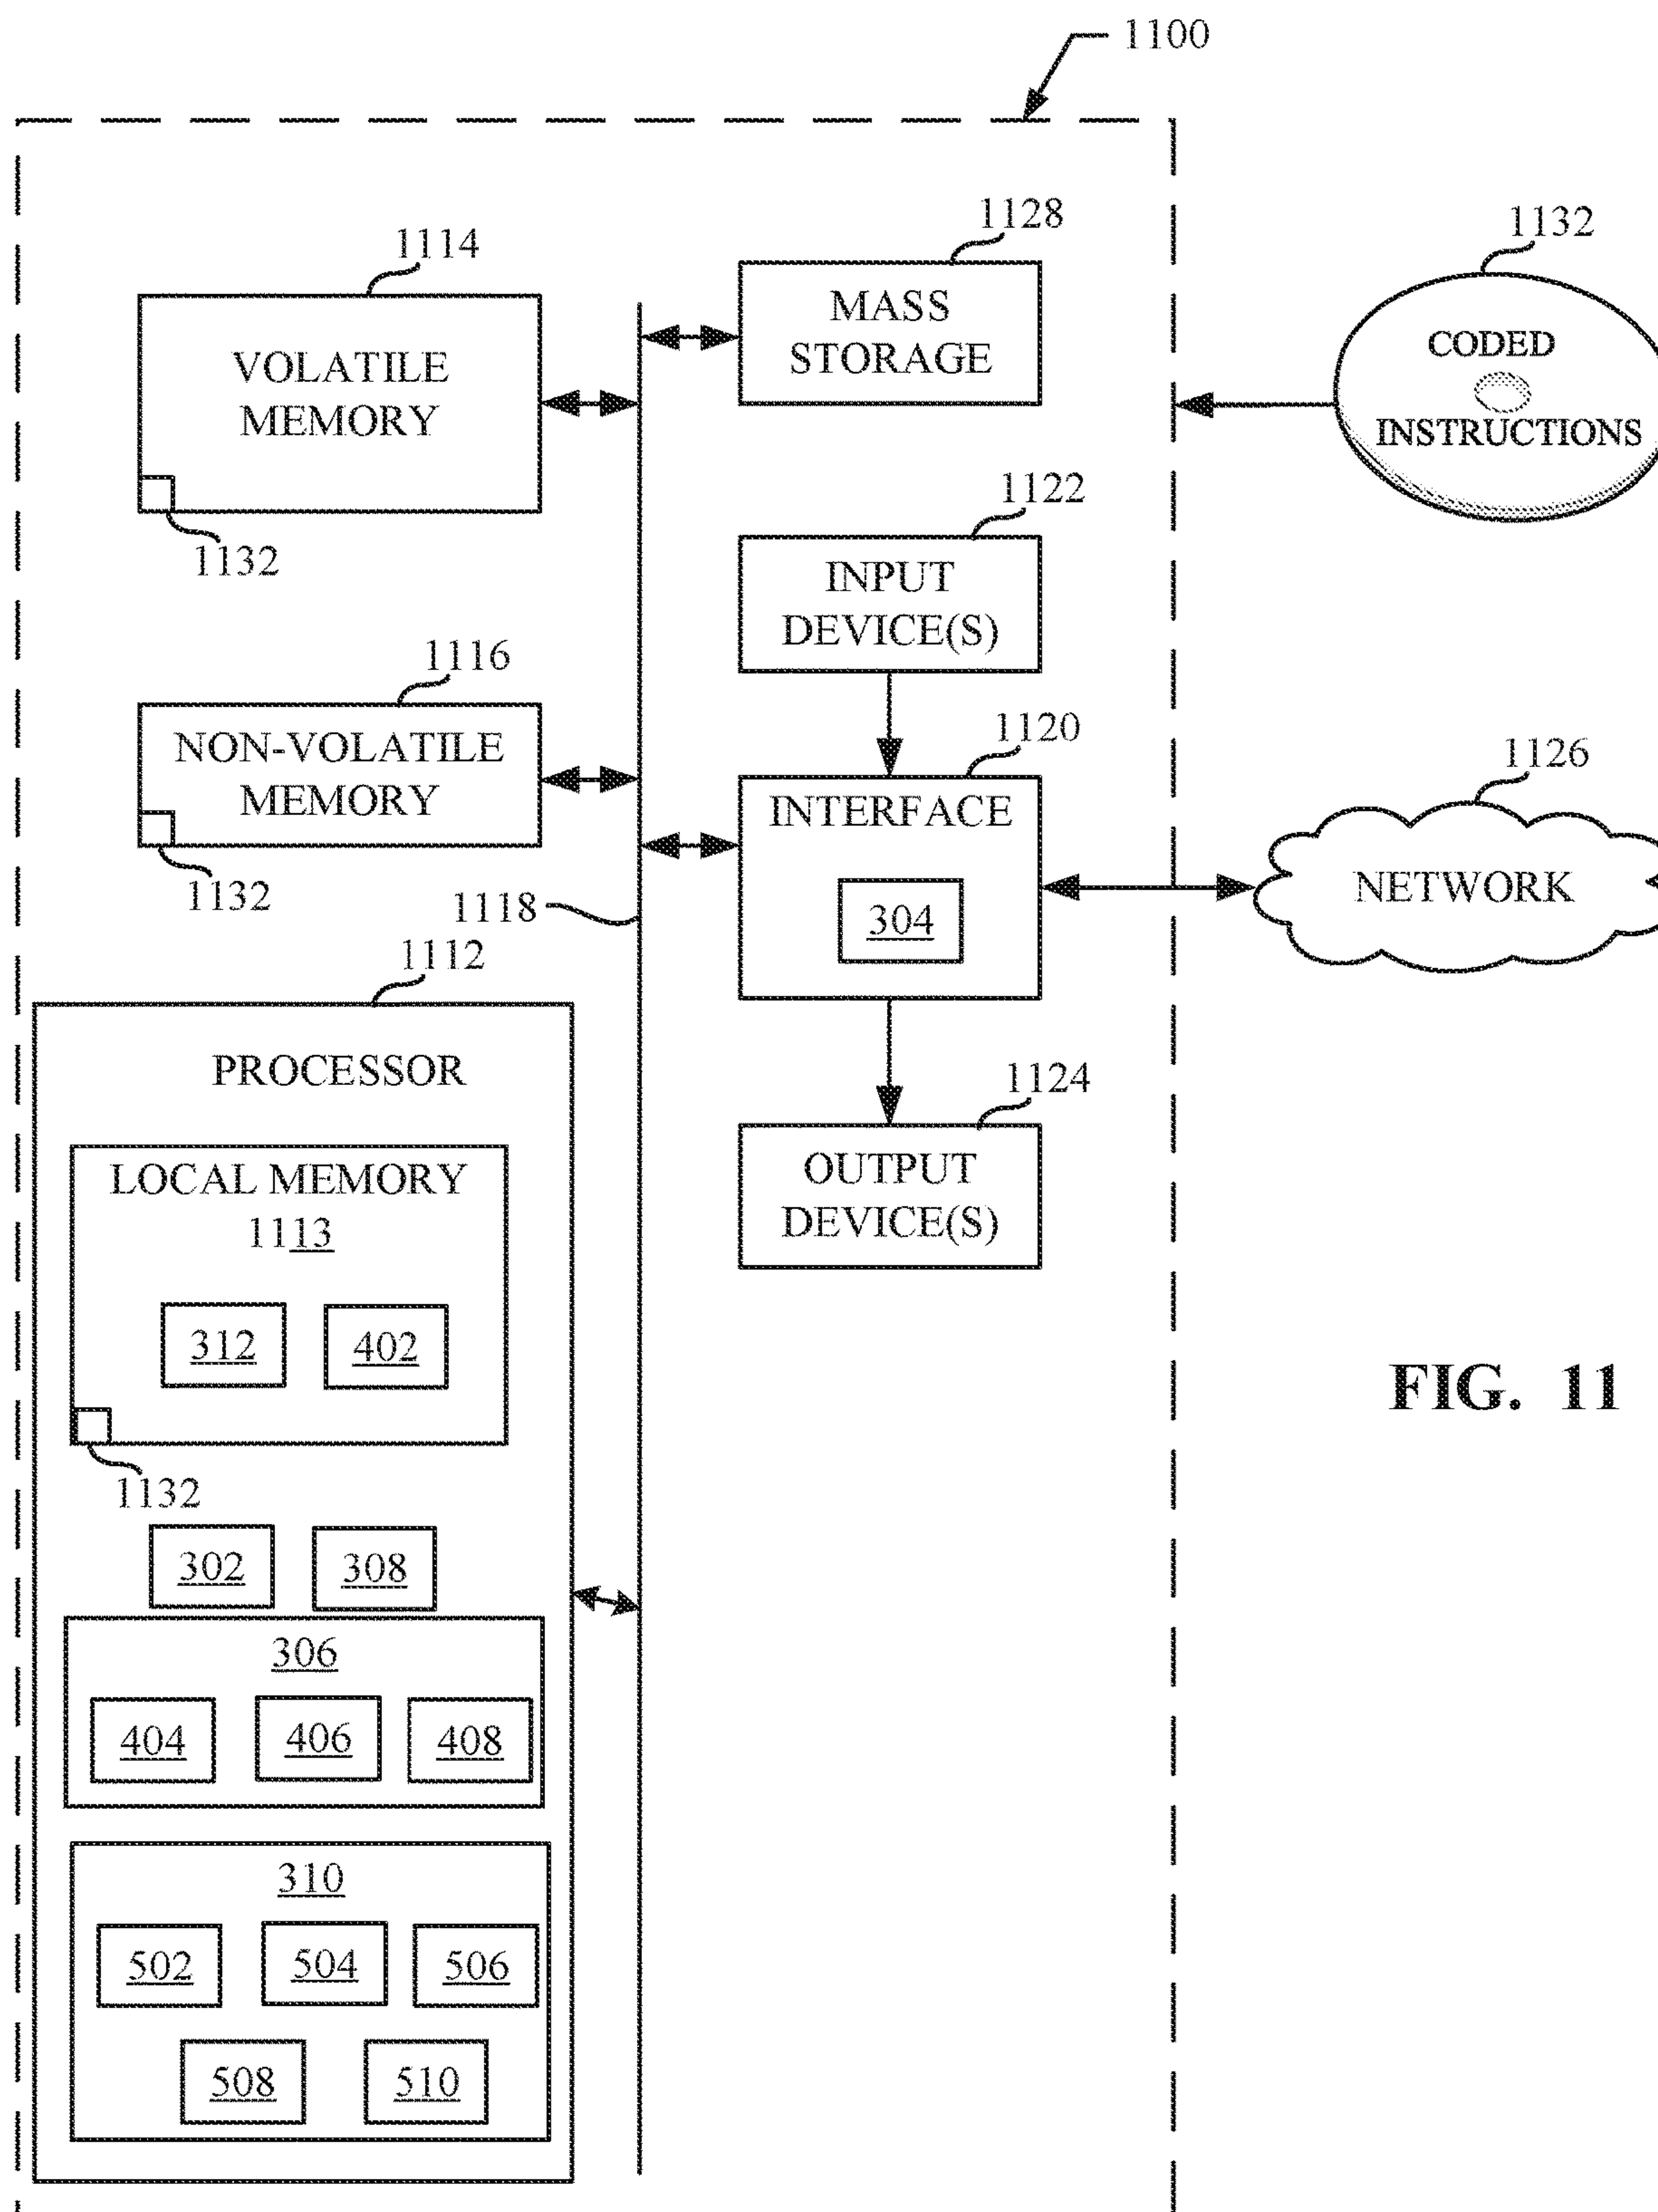 1100
1128
1132
1114
MASS
STORAGE
VOLATILE
MEMORY
CODED
INSTRUCTIONS
1122
1132
INPUT
DEVICE(S)
1116
1120
1126
NON-VOLATILE
MEMORY
INTERFACE
304
NETWORK
1132
1118
1112
PROCESSOR
1124
LOCAL MEMORY
1113
OUTPUT
DEVICE(S)
312
402
FIG. 11
1132
302
308
306
404
406
408
310
502
504
506
508
510